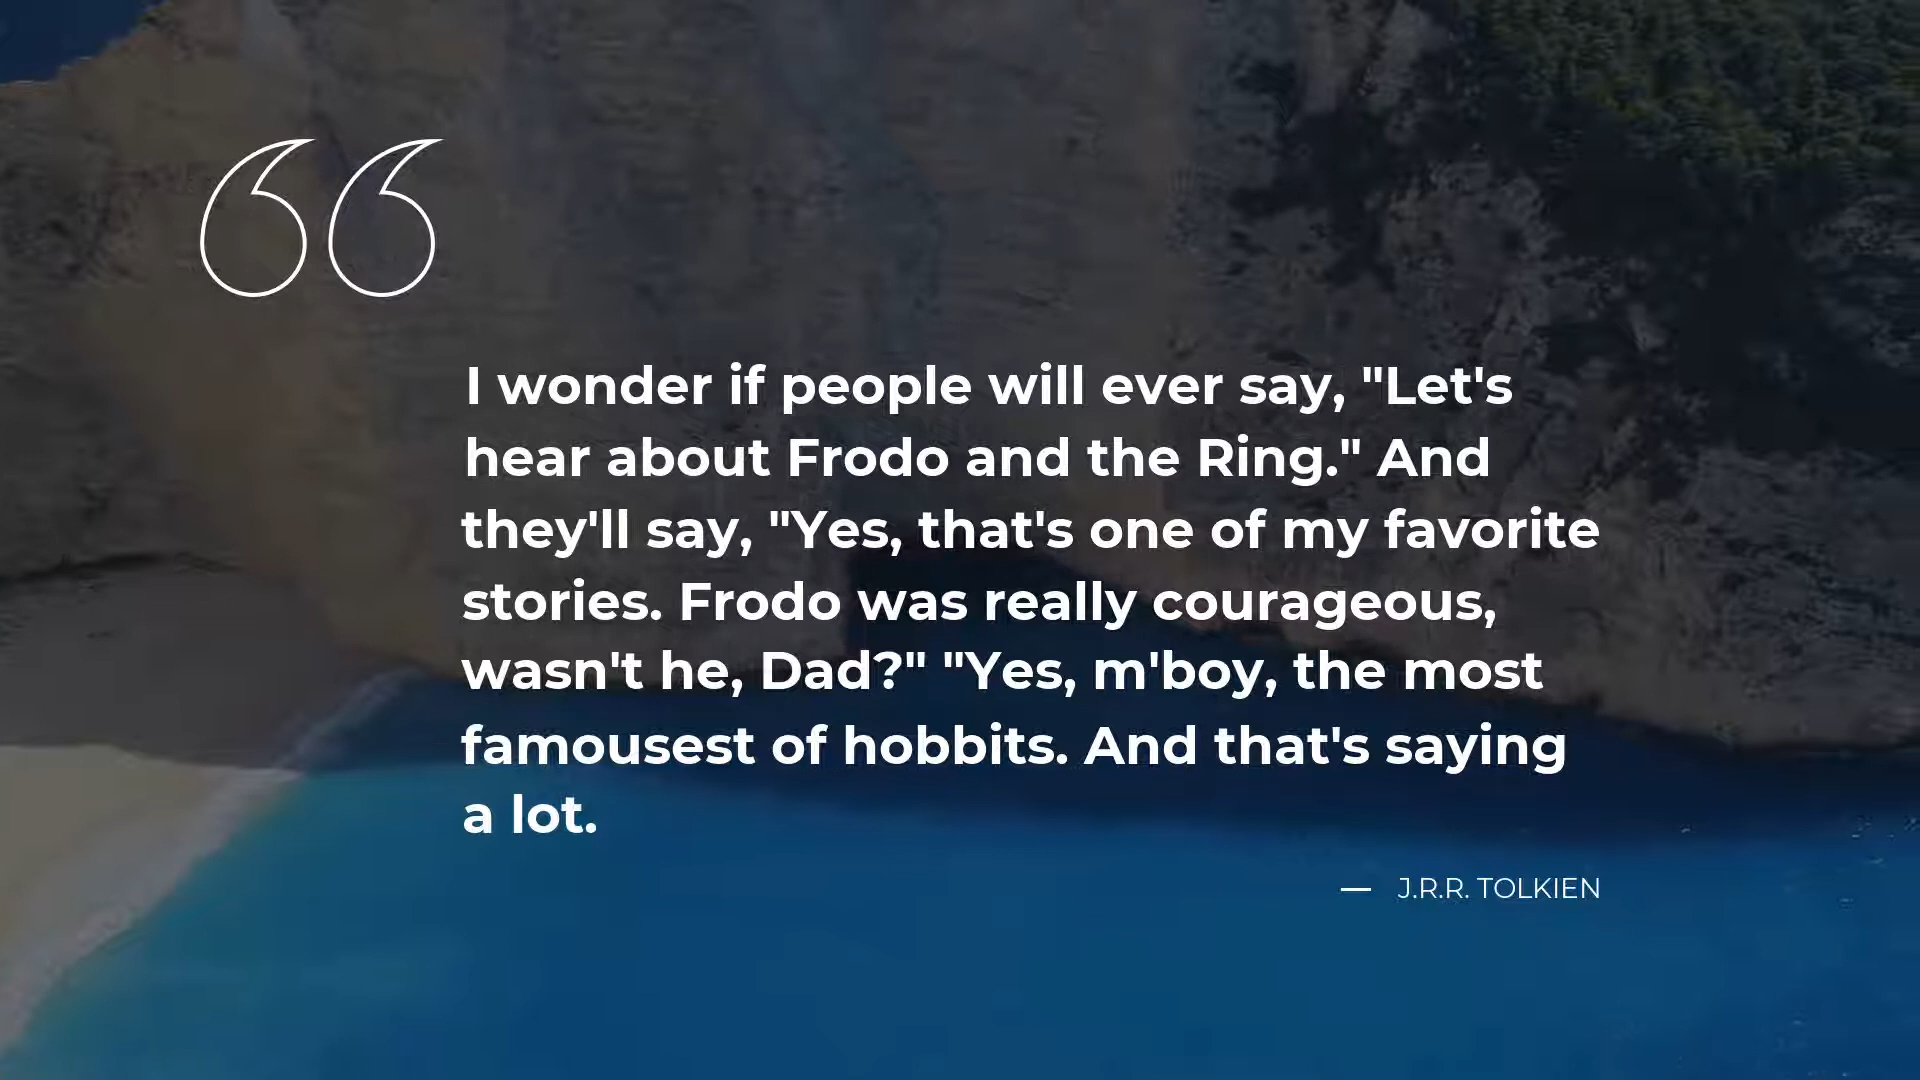 I wonder if people will ever say, "Let's
hear about Frodo and the Ring." And
they'll say, "Yes, that's one of my favorite
stories. Frodo was really courageous,
wasn't he, Dad?" "Yes, m'boy, the most
famousest of hobbits. And that's saying
a lot.
— J.R.R. TOLKIEN